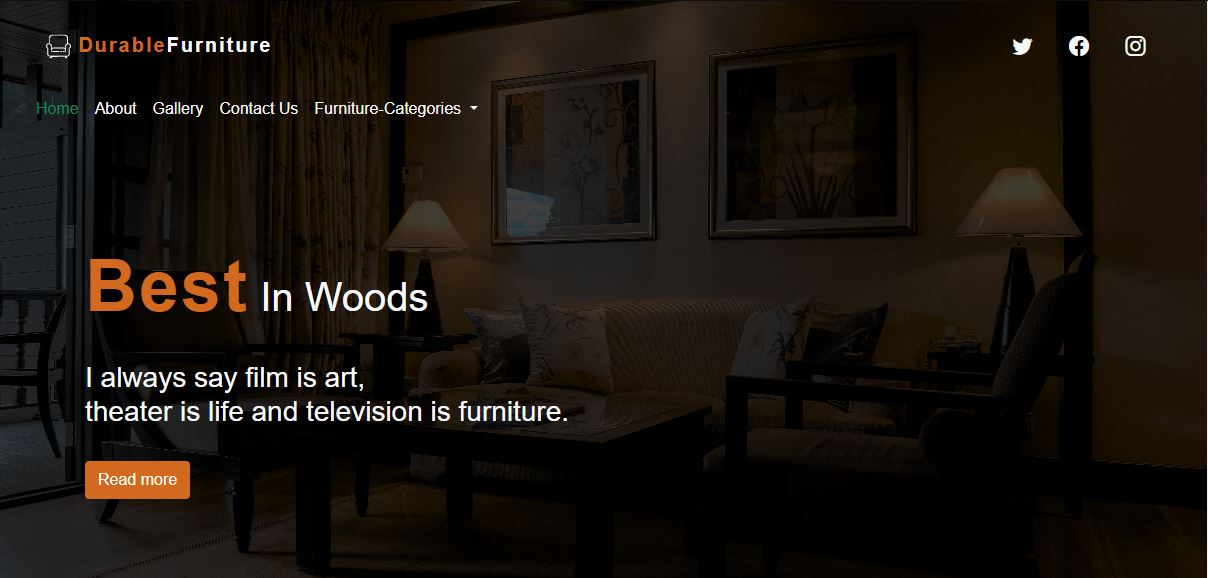 DurableFurniture
Home About Gallery Contact Us Furniture-Categories
Best In Woods
I always say film is art,
theater is life and television is furniture.
Read more